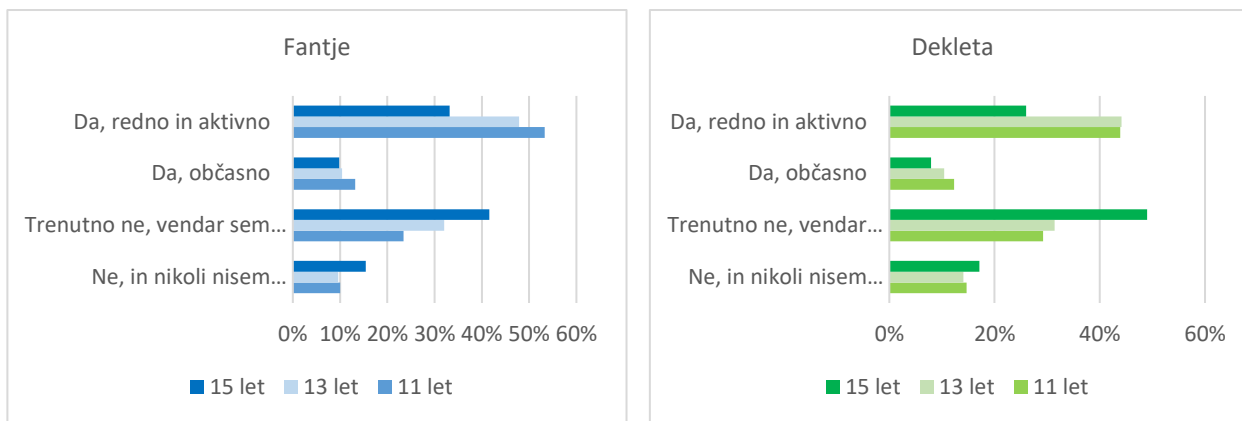 Fantje
Da, redno in aktivno
Da, občasno
Trenutno ne, vendar sem...
Ne, in nikoli nisem...
0% 10% 20% 30% 40% 50% 60%
15 let 13 let 11 let
Dekleta
Da, redno in aktivno
Da, občasno
Trenutno ne, vendar...
Ne, in nikoli nisem...
0% 20% 40% 60%
15 let 13 let 11 let